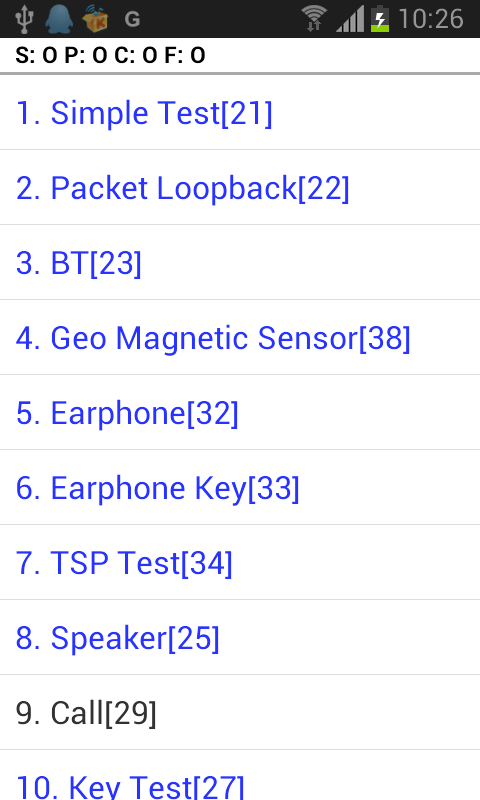 G 10:26
S: O P: O C: O F: O
1. Simple Test[21]
2. Packet Loopback[22]
3. BT[23]
4. Geo Magnetic Sensor[38]
5. Earphone[32]
6. Earphone Key[33]
7. TSP Test[34]
8. Speaker[25]
9. Call[29]
10. Key Test[27]